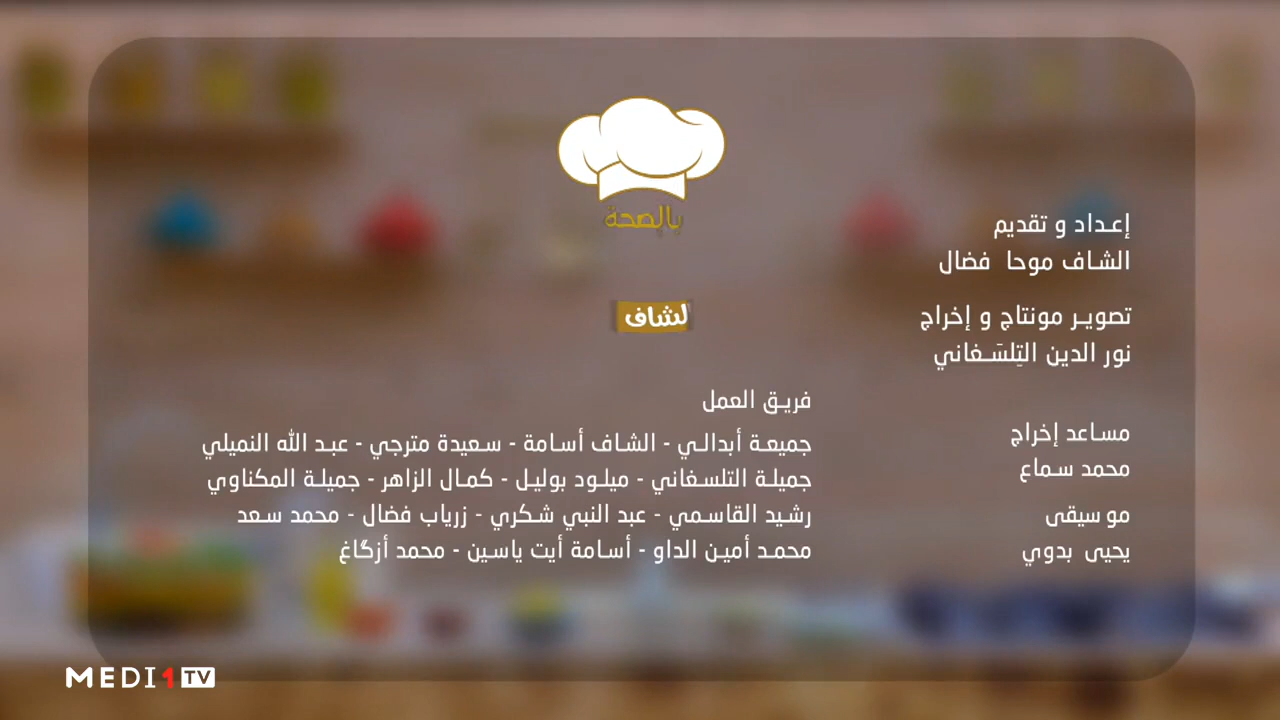 بالصحة
لشاف
إعداد و تقديم
الشاف موحا فضال
تصوير مونتاج و إخراج
نور الدين التِلسَغاني
مساعد إخراج
محمد سماع
مو سيقى
يحيى بدوي
فريق العمل
جميعة أبدالي - الشاف أسامة - سعيدة مترجي - عبد الله النميلي
جميلة التلسغاني - ميلود بوليل - كمال الزاهر - جميلة المكناوي
رشيد القاسمي - عبد النبي شكري - زرياب فضال - محمد سعد
محمد أمين الداو - أسامة أيت ياسين - محمد أزكاغ
MEDI1 TV